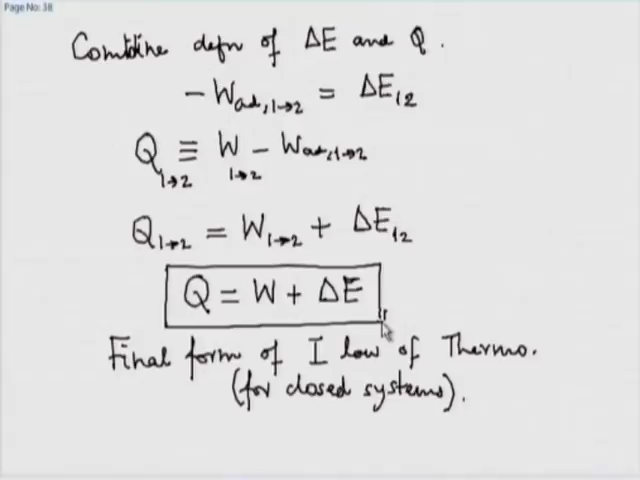 Page No: 38
Combine defn of ΔE and Q.
- W_ad,1→2 = ΔE_12
Q_1→2 ≡ W_1→2 - W_ad,1→2
Q_1→2 = W_1→2 + ΔE_12
Q = W + ΔE
Final form of I law of Thermo.
(for closed systems).